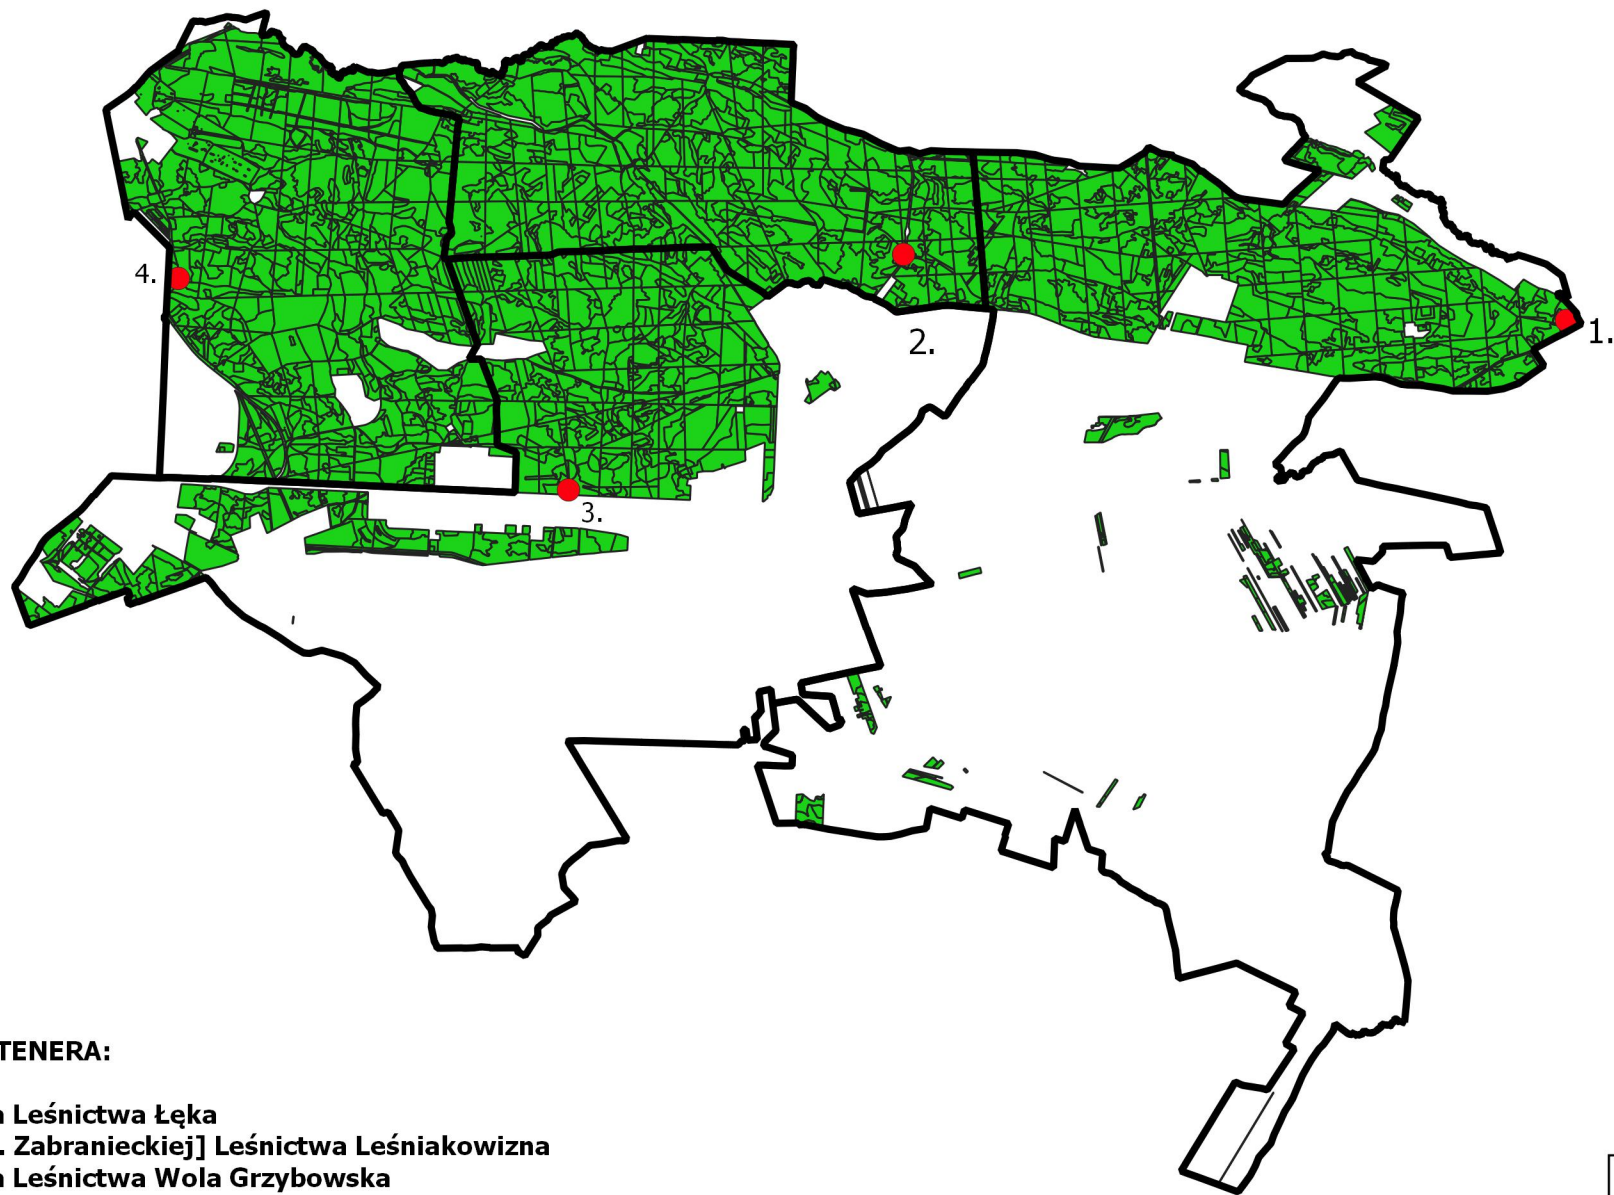 4.
2.
1.
3.
TENERA:
Leśnictwa Łęka
. Zabranieckiej] Leśnictwa Leśniakowizna
Leśnictwa Wola Grzybowska